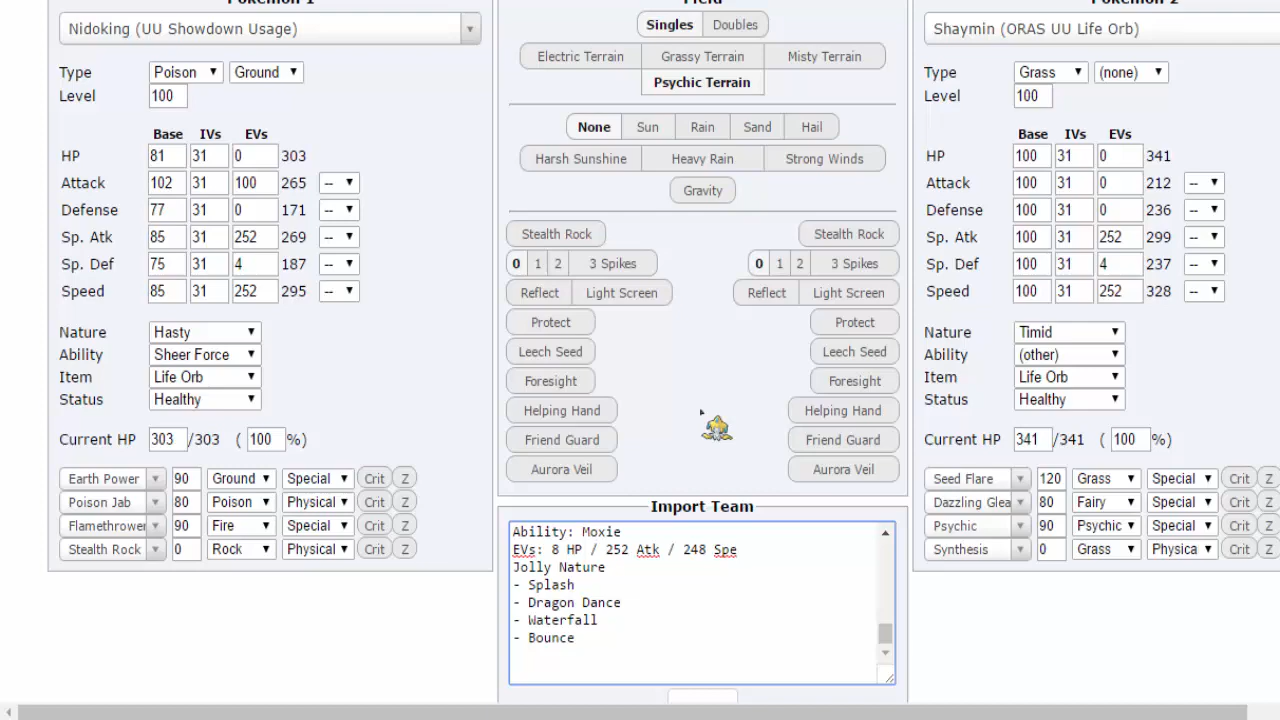 Pokémon 1
Nidoking (UU Showdown Usage)
Type Poison Ground
Level 100
Base IVs EVs
HP 81 31 0 303
Attack 102 31 100 265 --
Defense 77 31 0 171 --
Sp. Atk 85 31 252 269 --
Sp. Def 75 31 4 187 --
Speed 85 31 252 295 --
Nature Hasty
Ability Sheer Force
Item Life Orb
Status Healthy
Current HP 303 /303 ( 100 %)
Earth Power 90 Ground Special Crit Z
Poison Jab 80 Poison Physical Crit Z
Flamethrower 90 Fire Special Crit Z
Stealth Rock 0 Rock Physical Crit Z
Field
Singles Doubles
Electric Terrain Grassy Terrain Misty Terrain
Psychic Terrain
None Sun Rain Sand Hail
Harsh Sunshine Heavy Rain Strong Winds
Gravity
Stealth Rock Stealth Rock
0 1 2 3 Spikes 0 1 2 3 Spikes
Reflect Light Screen Reflect Light Screen
Protect Protect
Leech Seed Leech Seed
Foresight Foresight
Helping Hand Helping Hand
Friend Guard Friend Guard
Aurora Veil Aurora Veil
Import Team
Ability: Moxie
EVs: 8 HP / 252 Atk / 248 Spe
Jolly Nature
- Splash
- Dragon Dance
- Waterfall
- Bounce
Pokémon 2
Shaymin (ORAS UU Life Orb)
Type Grass (none)
Level 100
Base IVs EVs
HP 100 31 0 341
Attack 100 31 0 212 --
Defense 100 31 0 236 --
Sp. Atk 100 31 252 299 --
Sp. Def 100 31 4 237 --
Speed 100 31 252 328 --
Nature Timid
Ability (other)
Item Life Orb
Status Healthy
Current HP 341 /341 ( 100 %)
Seed Flare 120 Grass Special Crit Z
Dazzling Glea 80 Fairy Special Crit Z
Psychic 90 Psychic Special Crit Z
Synthesis 0 Grass Physica Crit Z